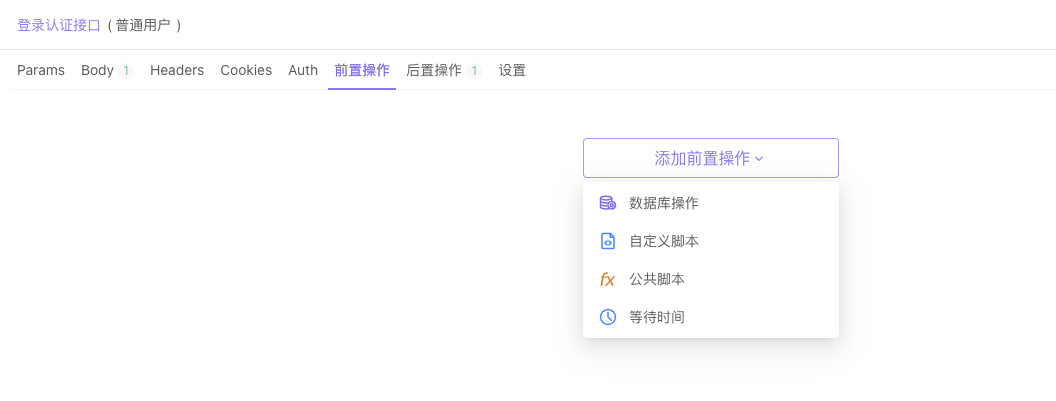 登录认证接口 ( 普通用户 )
Params Body 1 Headers Cookies Auth 前置操作 后置操作 1 设置
添加前置操作
数据库操作
自定义脚本
fx 公共脚本
等待时间